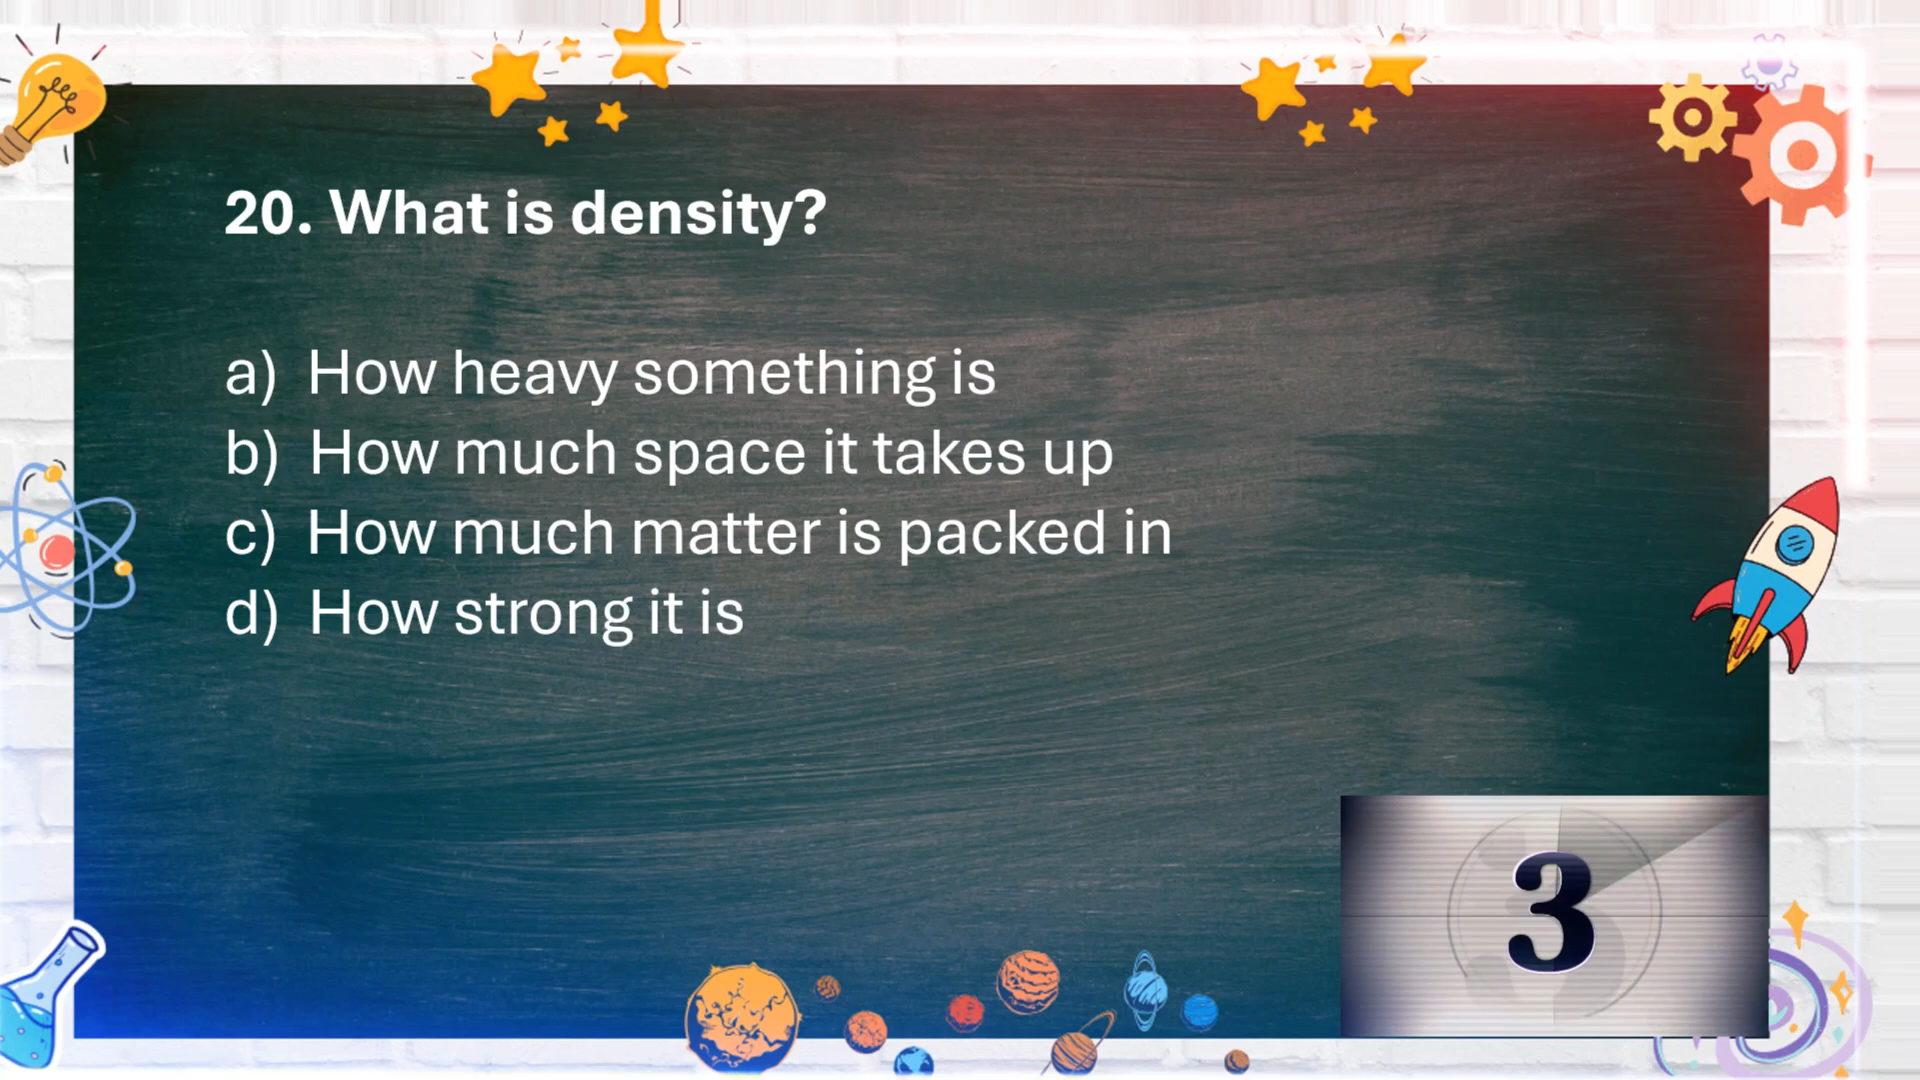 20. What is density?
a) How heavy something is
b) How much space it takes up
c) How much matter is packed in
d) How strong it is
3